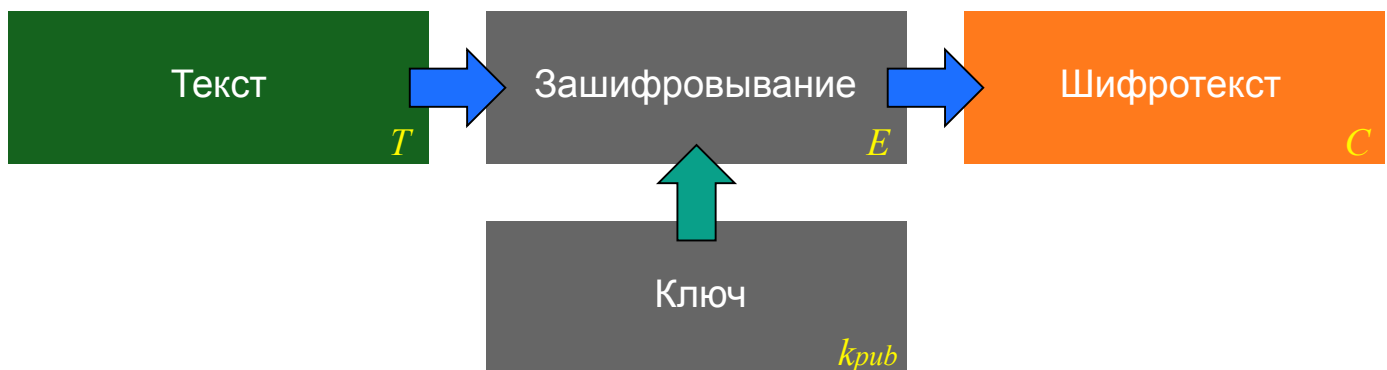 Текст
T
Зашифровывание
E
Шифротекст
C
Ключ
kpub